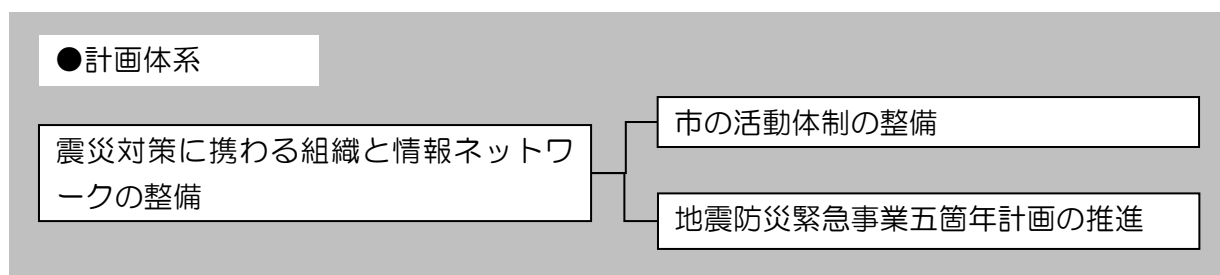 ●計画体系
震災対策に携わる組織と情報ネットワ
ークの整備
市の活動体制の整備
地震防災緊急事業五箇年計画の推進